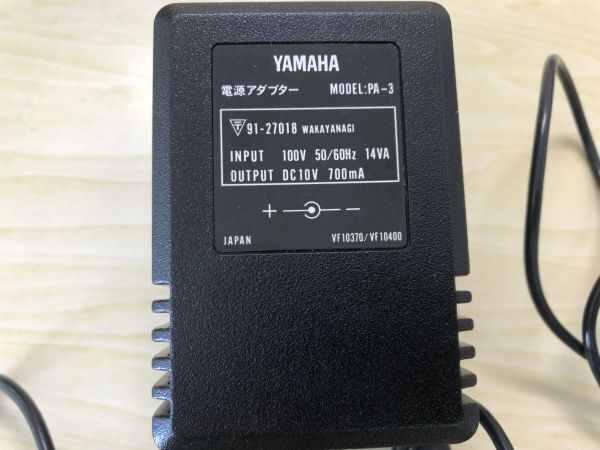 YAMAHA
電源アダプター MODEL:PA-3
91-27018 WAKAYANAGI
INPUT 100V 50/60Hz 14VA
OUTPUT DC10V 700mA
+ −
JAPAN VF10370/VF10400